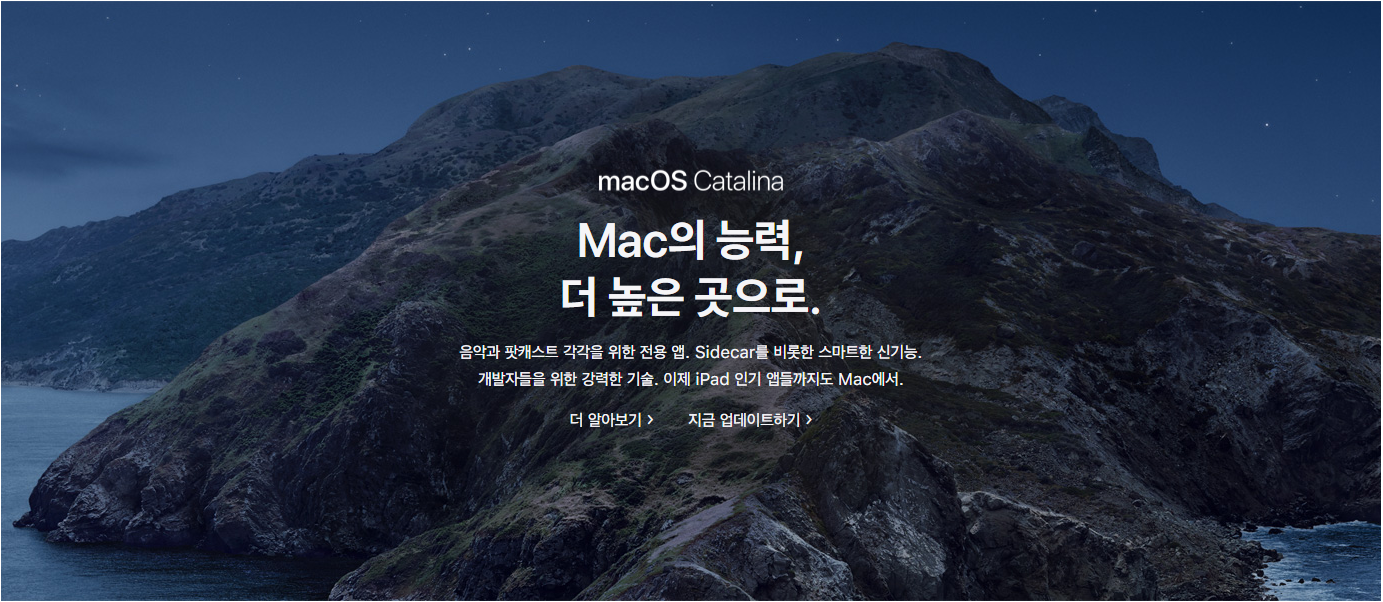 macOS Catalina
Mac의 능력,
더 높은 곳으로.
음악과 팟캐스트 각각을 위한 전용 앱. Sidecar를 비롯한 스마트한 신기능.
개발자들을 위한 강력한 기술. 이제 iPad 인기 앱들까지도 Mac에서.
더 알아보기 > 지금 업데이트하기 >